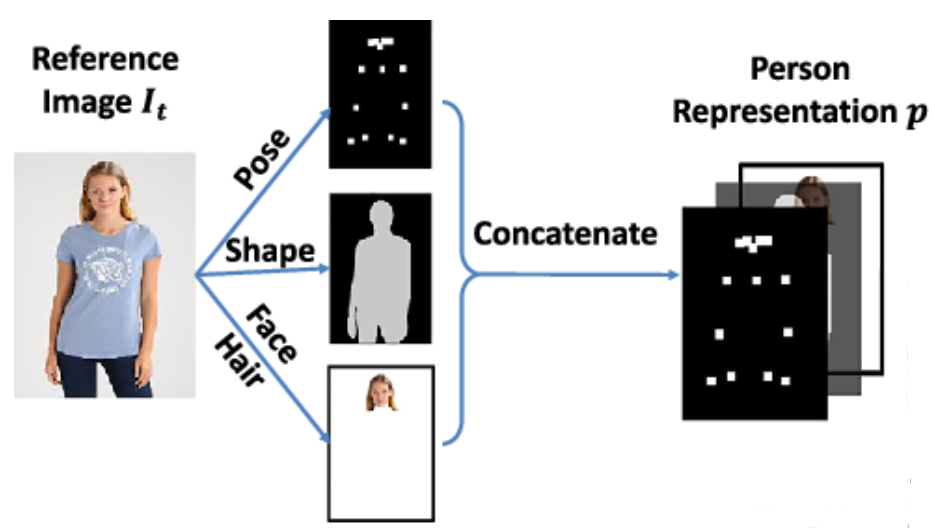 Reference
Image I_t
Pose
Shape
Face
Hair
Concatenate
Person
Representation p